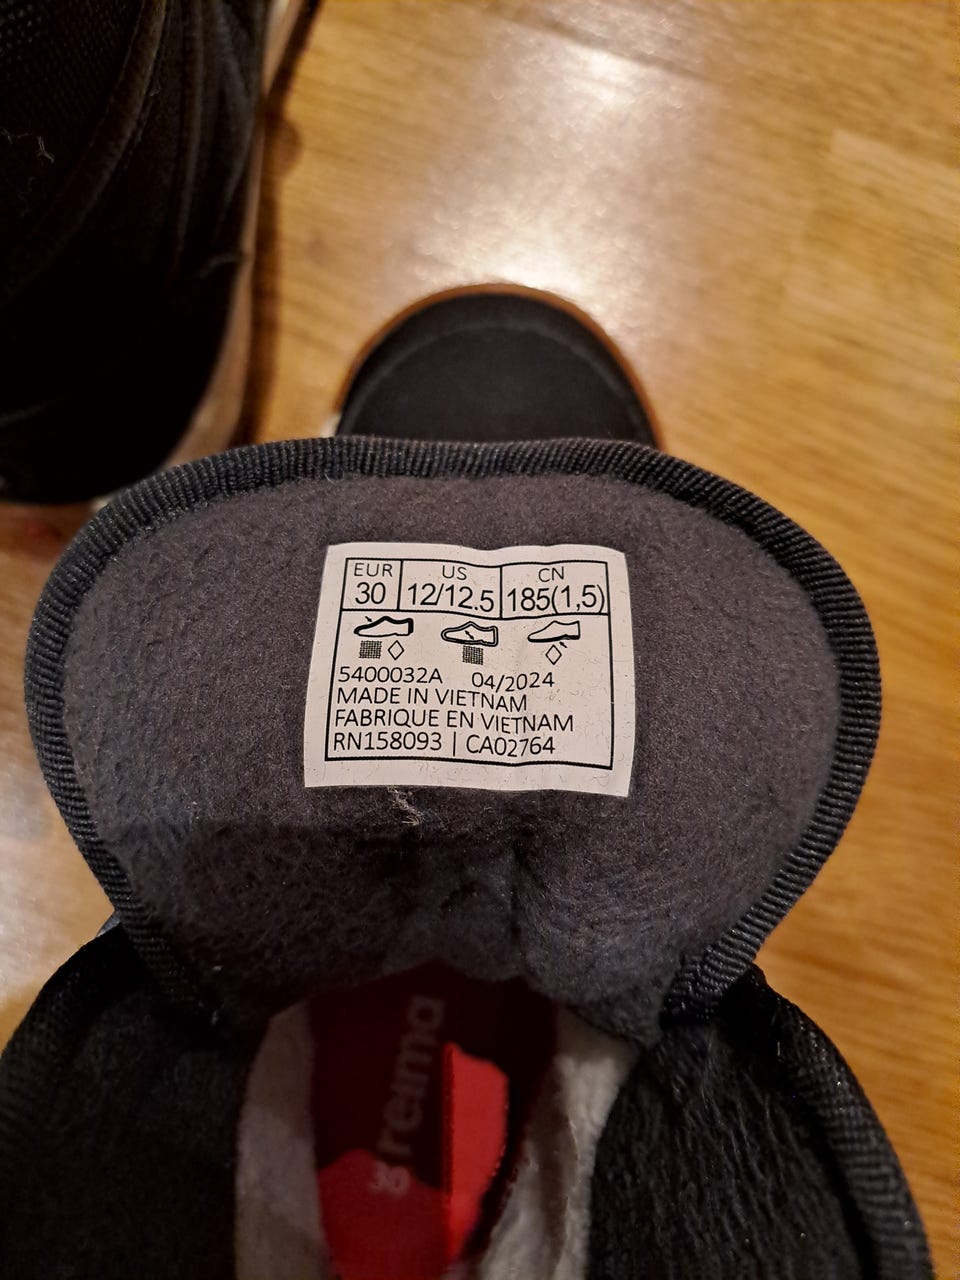 EUR US CN
30 12/12.5 185(1,5)
5400032A 04/2024
MADE IN VIETNAM
FABRIQUE EN VIETNAM
RN158093 | CA02764
reima